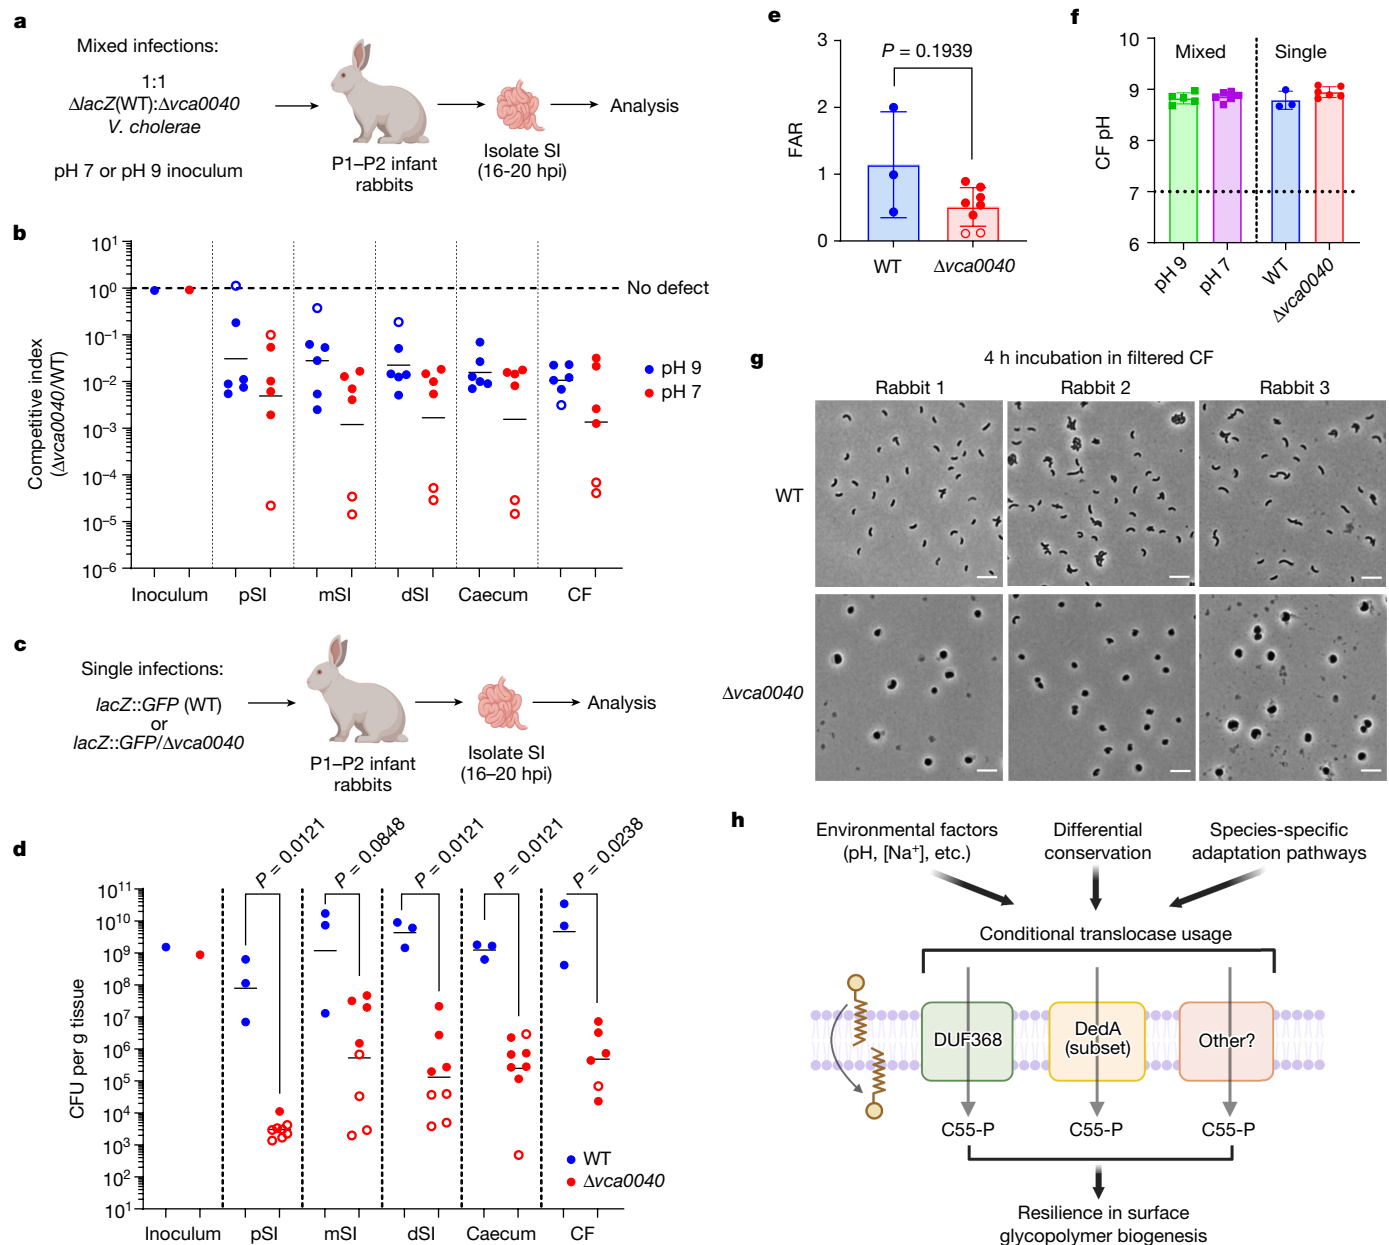 a
Mixed infections:
1:1
ΔlacZ(WT):Δvca0040
V. cholerae
pH 7 or pH 9 inoculum
P1–P2 infant
rabbits
Isolate SI
(16-20 hpi)
Analysis
b
Competitive index
(Δvca0040/WT)
10¹
10⁰
10⁻¹
10⁻²
10⁻³
10⁻⁴
10⁻⁵
10⁻⁶
No defect
pH 9
pH 7
Inoculum
pSI
mSI
dSI
Caecum
CF
c
Single infections:
lacZ::GFP (WT)
or
lacZ::GFP/Δvca0040
P1–P2 infant
rabbits
Isolate SI
(16–20 hpi)
Analysis
d
CFU per g tissue
10¹¹
10¹⁰
10⁹
10⁸
10⁷
10⁶
10⁵
10⁴
10³
10²
10¹
P = 0.0121
P = 0.0848
P = 0.0121
P = 0.0121
P = 0.0238
WT
Δvca0040
Inoculum
pSI
mSI
dSI
Caecum
CF
e
FAR
3
2
1
0
P = 0.1939
WT
Δvca0040
f
CF pH
10
9
8
7
6
Mixed
Single
pH 9
pH 7
WT
Δvca0040
g
4 h incubation in filtered CF
Rabbit 1
Rabbit 2
Rabbit 3
WT
Δvca0040
h
Environmental factors
(pH, [Na⁺], etc.)
Differential
conservation
Species-specific
adaptation pathways
Conditional translocase usage
DUF368
DedA
(subset)
Other?
C55-P
C55-P
C55-P
Resilience in surface
glycopolymer biogenesis